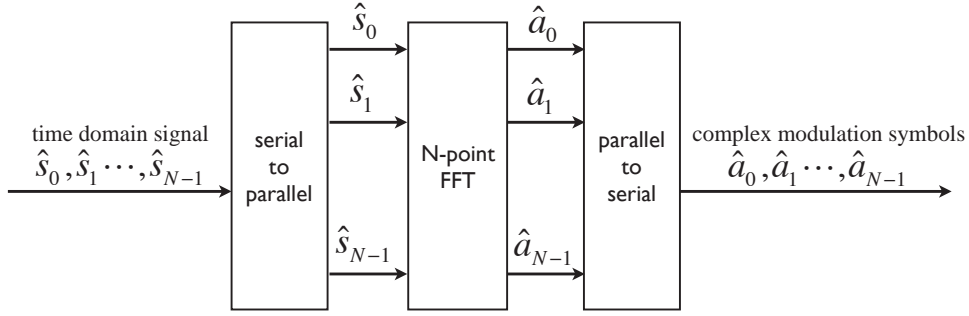 time domain signal
ŝ₀,ŝ₁⋯,ŝ_{N−1}
serial
to
parallel
ŝ₀
ŝ₁
ŝ_{N−1}
N-point
FFT
â₀
â₁
â_{N−1}
parallel
to
serial
complex modulation symbols
â₀,â₁⋯,â_{N−1}